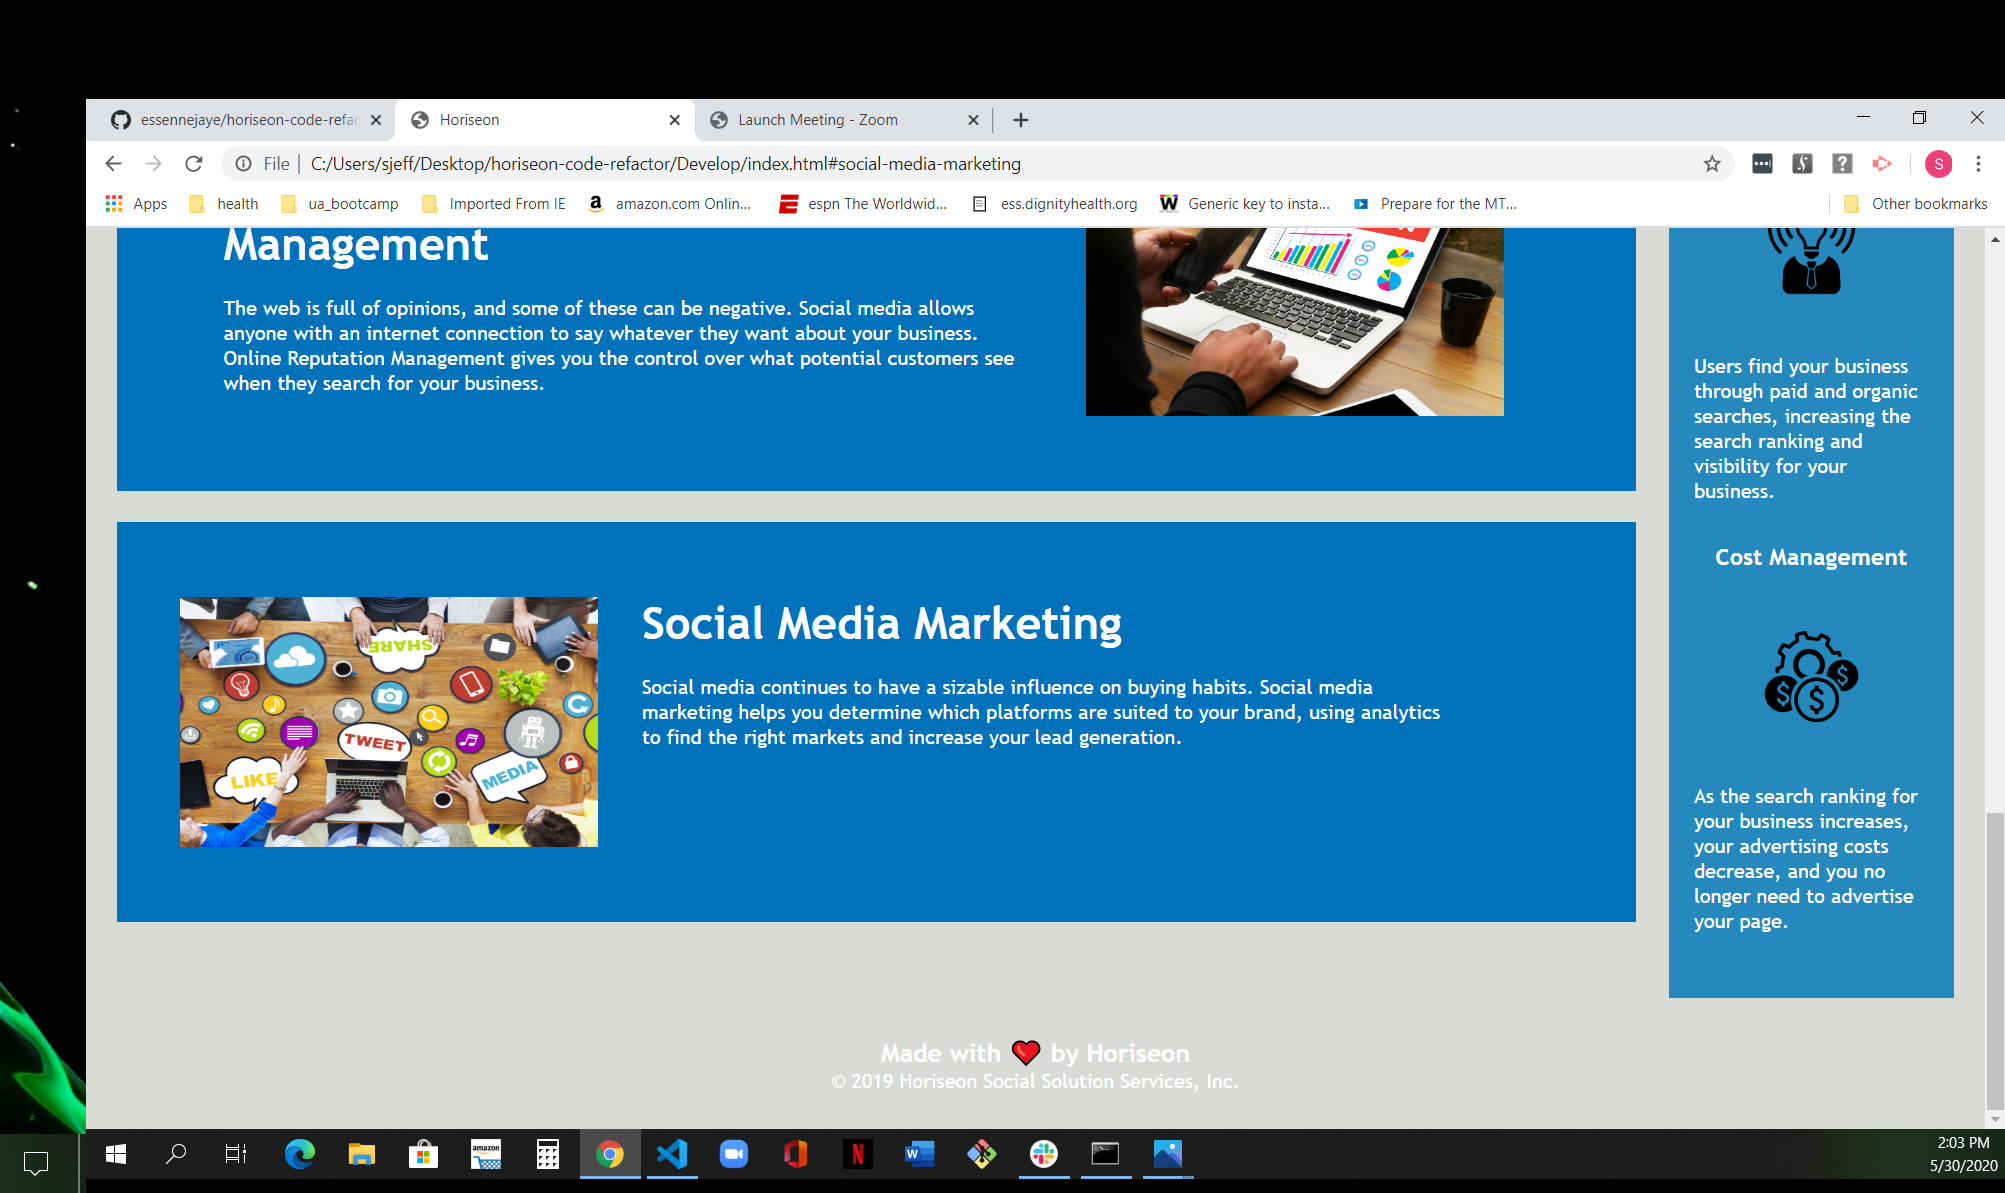 essennejaye/horiseon-code-refac
Horiseon
Launch Meeting - Zoom
File | C:/Users/sjeff/Desktop/horiseon-code-refactor/Develop/index.html#social-media-marketing
S
Apps
health
ua_bootcamp
Imported From IE
amazon.com Onlin...
espn The Worldwid...
ess.dignityhealth.org
Generic key to insta...
Prepare for the MT...
Other bookmarks
Management
The web is full of opinions, and some of these can be negative. Social media allows
anyone with an internet connection to say whatever they want about your business.
Online Reputation Management gives you the control over what potential customers see
when they search for your business.
Social Media Marketing
Social media continues to have a sizable influence on buying habits. Social media
marketing helps you determine which platforms are suited to your brand, using analytics
to find the right markets and increase your lead generation.
SHARE
TWEET
LIKE
MEDIA
Users find your business
through paid and organic
searches, increasing the
search ranking and
visibility for your
business.
Cost Management
$ $ $
As the search ranking for
your business increases,
your advertising costs
decrease, and you no
longer need to advertise
your page.
Made with ❤ by Horiseon
© 2019 Horiseon Social Solution Services, Inc.
amazon
N
W
2:03 PM
5/30/2020